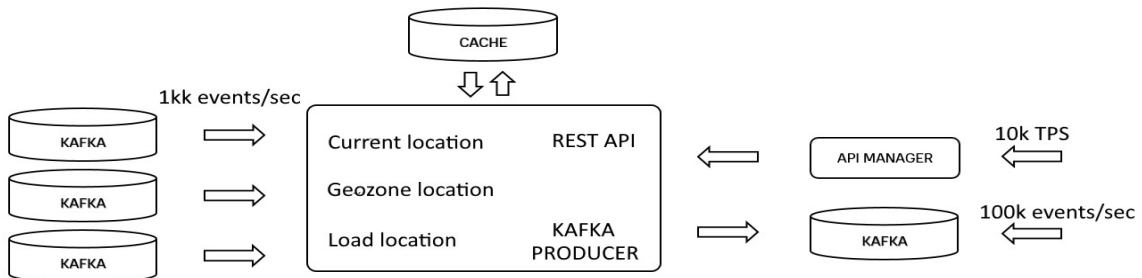 CACHE
1kk events/sec
KAFKA
KAFKA
KAFKA
Current location
REST API
Geozone location
Load location
KAFKA
PRODUCER
10k TPS
API MANAGER
100k events/sec
KAFKA